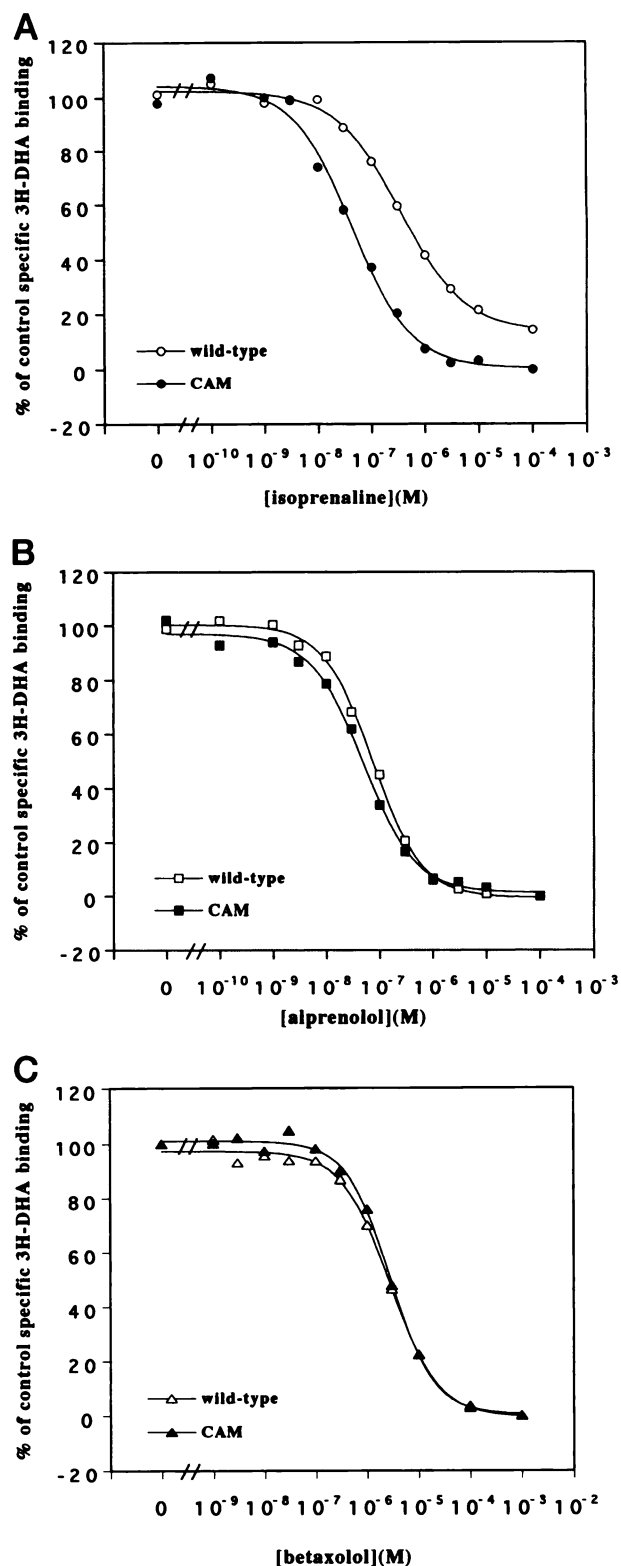 A
% of control specific 3H-DHA binding
120
100
80
60
40
20
0
-20
wild-type
CAM
0 10-10 10-9 10-8 10-7 10-6 10-5 10-4 10-3
[isoprenaline](M)
B
% of control specific 3H-DHA binding
120
100
80
60
40
20
0
-20
wild-type
CAM
0 10-10 10-9 10-8 10-7 10-6 10-5 10-4 10-3
[alprenolol](M)
C
% of control specific 3H-DHA binding
120
100
80
60
40
20
0
-20
wild-type
CAM
0 10-9 10-8 10-7 10-6 10-5 10-4 10-3 10-2
[betaxolol](M)